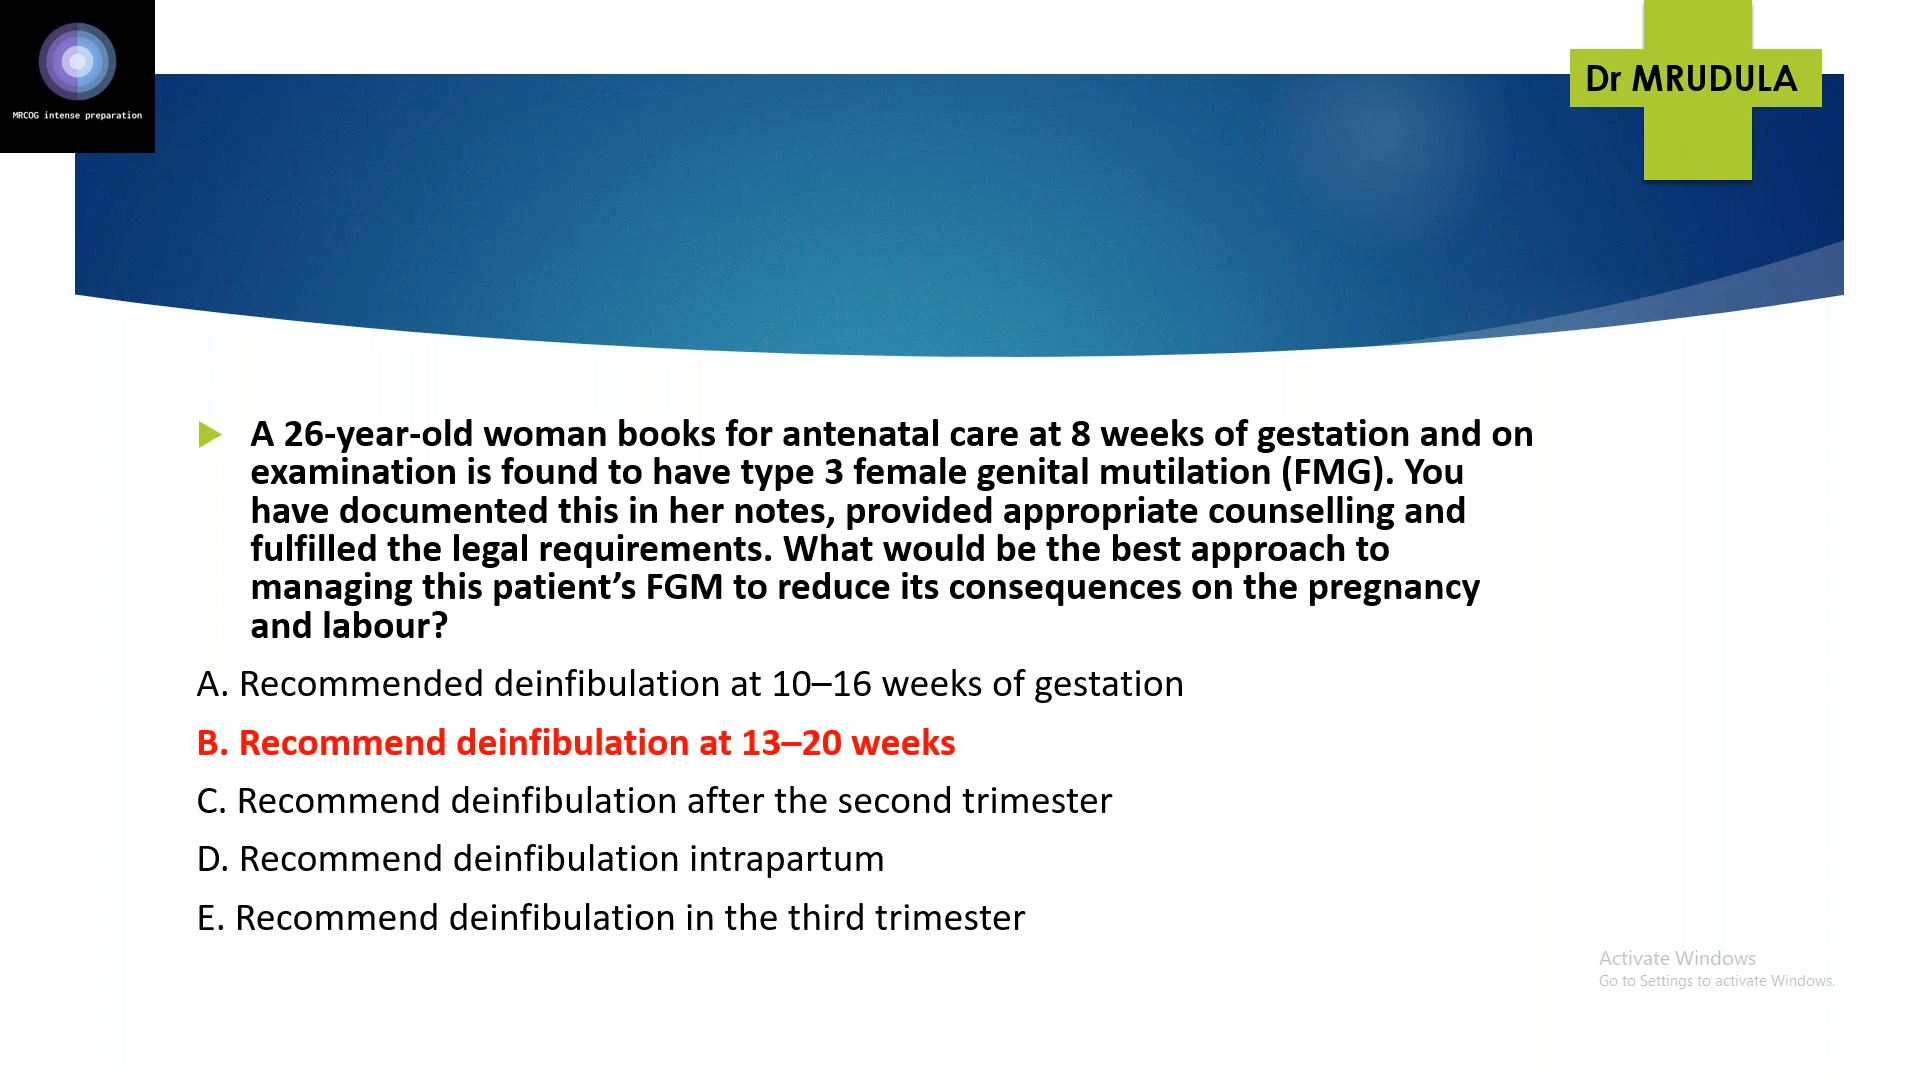 MRCOG intense preparation
Dr MRUDULA
A 26-year-old woman books for antenatal care at 8 weeks of gestation and on
examination is found to have type 3 female genital mutilation (FMG). You
have documented this in her notes, provided appropriate counselling and
fulfilled the legal requirements. What would be the best approach to
managing this patient’s FGM to reduce its consequences on the pregnancy
and labour?
A. Recommended deinfibulation at 10–16 weeks of gestation
B. Recommend deinfibulation at 13–20 weeks
C. Recommend deinfibulation after the second trimester
D. Recommend deinfibulation intrapartum
E. Recommend deinfibulation in the third trimester
Activate Windows
Go to Settings to activate Windows.